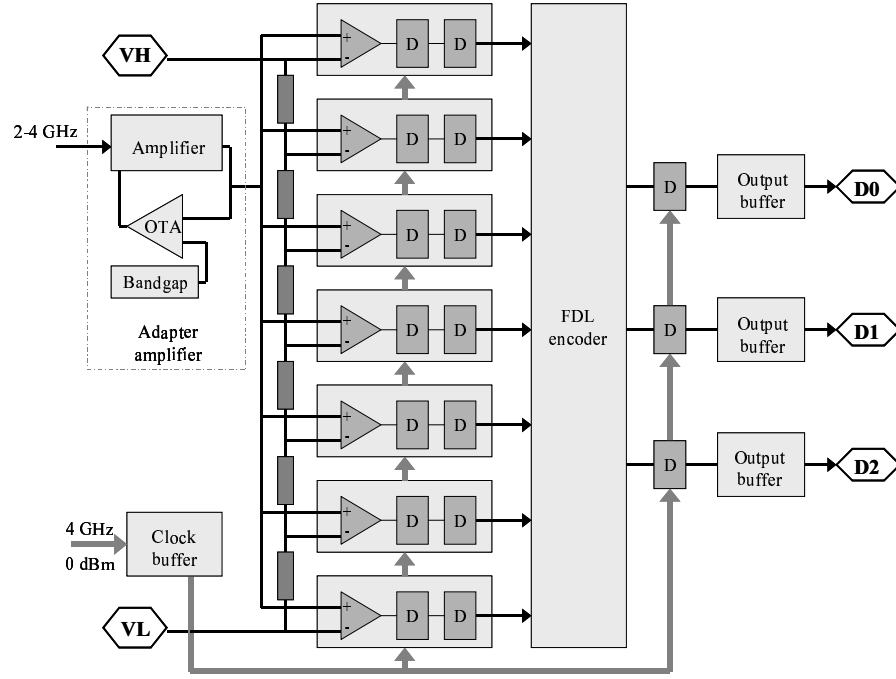 VH
+
-
D
D
2-4 GHz
Amplifier
+
-
D
D
OTA
Bandgap
Adapter
amplifier
+
-
D
D
+
-
D
D
+
-
D
D
+
-
D
D
+
-
D
D
FDL
encoder
D
Output
buffer
D0
D
Output
buffer
D1
D
Output
buffer
D2
4 GHz
0 dBm
Clock
buffer
VL